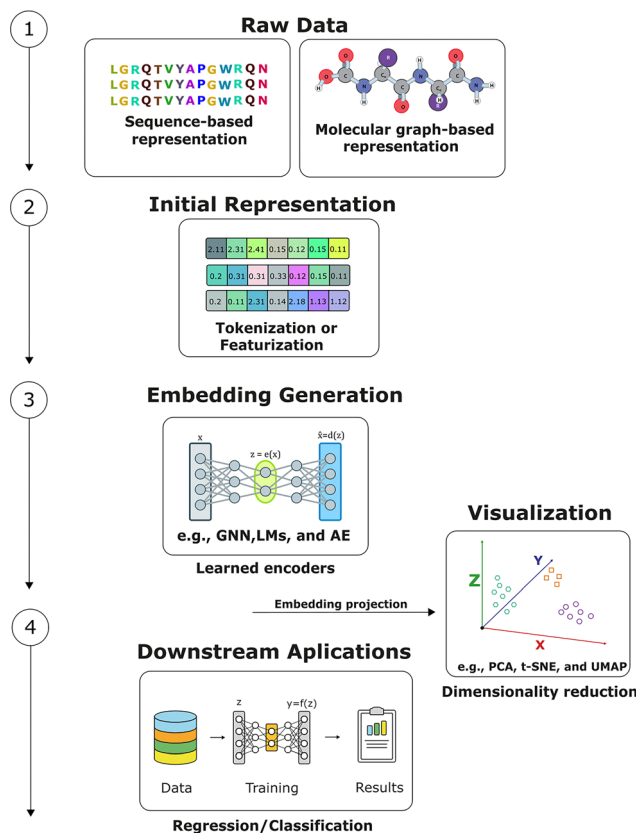 1
Raw Data
LGRQTVYAPGWRQN
LGRQTVYAPGWRQN
LGRQTVYAPGWRQN
Sequence-based
representation
O R H O
O C C N C N H
H N C C H
H O H R
Molecular graph-based
representation
2
Initial Representation
2.11 2.31 2.41 0.15 0.12 0.15 0.11
0.2 0.31 0.31 0.33 0.12 0.15 0.11
0.2 0.11 2.31 0.14 2.18 1.13 1.12
Tokenization or
Featurization
3
Embedding Generation
x z = e(x) x̂=d(z)
e.g., GNN,LMs, and AE
Learned encoders
Visualization
Z Y X
e.g., PCA, t-SNE, and UMAP
Dimensionality reduction
Embedding projection
4
Downstream Aplications
z y=f(z)
Data Training Results
Regression/Classification